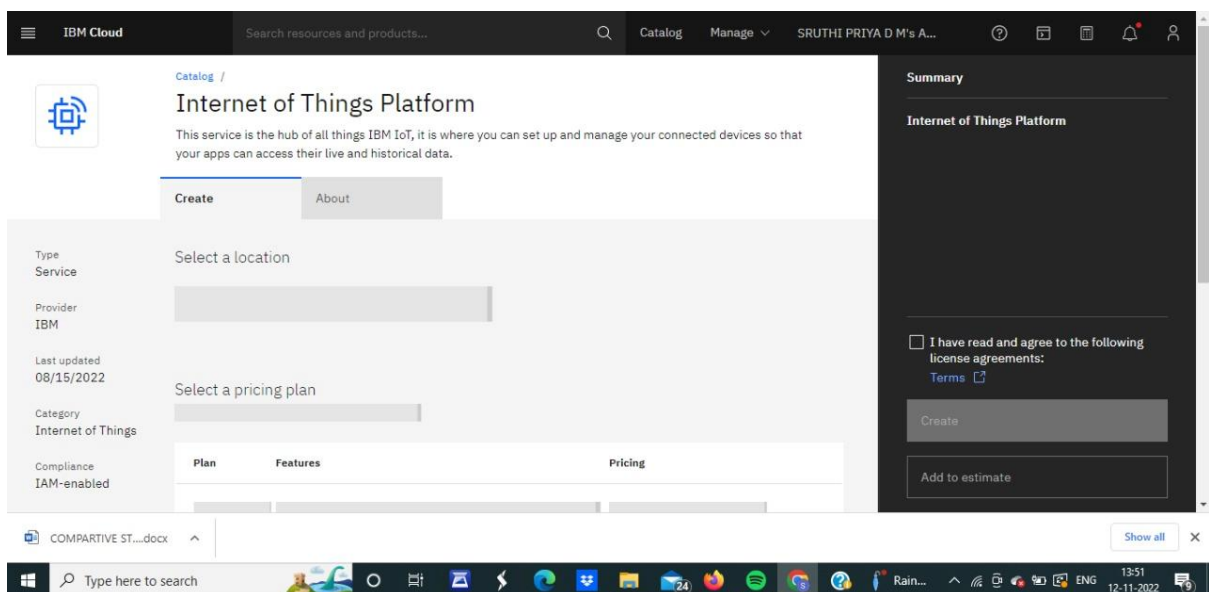 IBM Cloud
Search resources and products...
Catalog
Manage
SRUTHI PRIYA D M's A...
Catalog /
Internet of Things Platform
This service is the hub of all things IBM IoT, it is where you can set up and manage your connected devices so that
your apps can access their live and historical data.
Create
About
Type
Service
Provider
IBM
Last updated
08/15/2022
Category
Internet of Things
Compliance
IAM-enabled
Select a location
Select a pricing plan
Plan
Features
Pricing
Summary
Internet of Things Platform
I have read and agree to the following
license agreements:
Terms
Create
Add to estimate
COMPARTIVE ST....docx
Show all
Type here to search
24
Rain...
ENG
13:51
12-11-2022
9